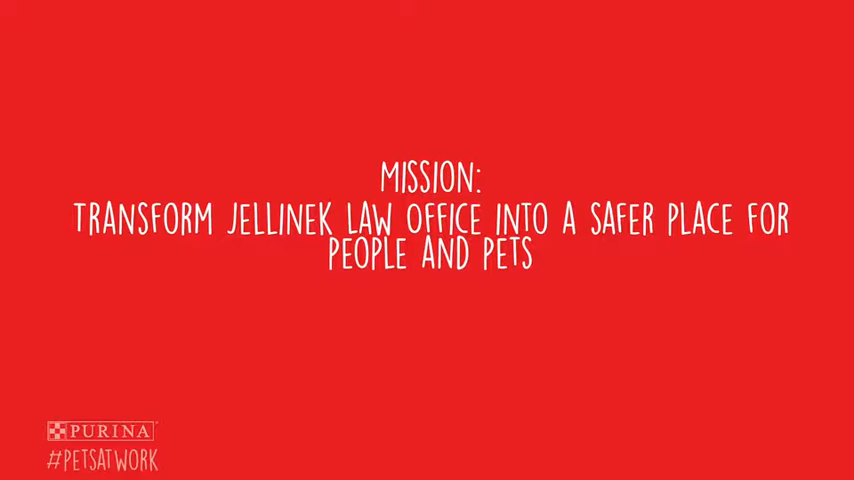 MISSION:
TRANSFORM JELLINEK LAW OFFICE INTO A SAFER PLACE FOR
PEOPLE AND PETS
PURINA
#PETSATWORK